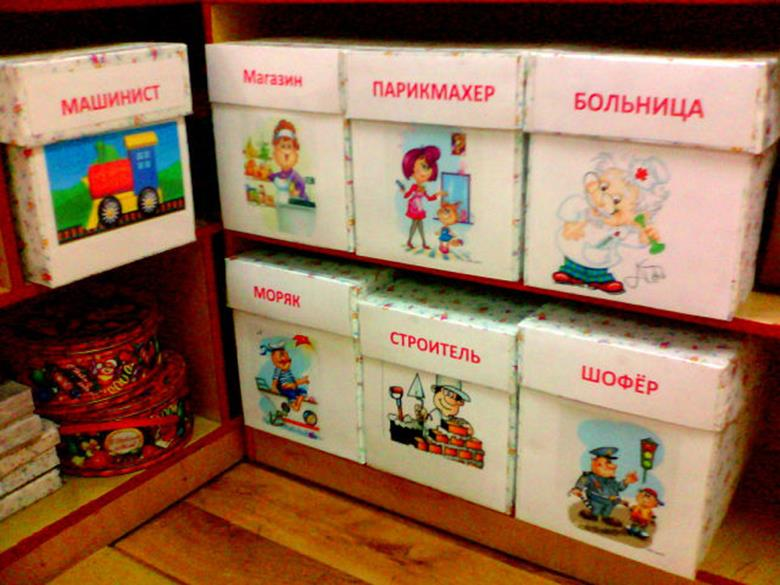 МАШИНИСТ
Магазин
ПАРИКМАХЕР
БОЛЬНИЦА
МОРЯК
СТРОИТЕЛЬ
ШОФЁР